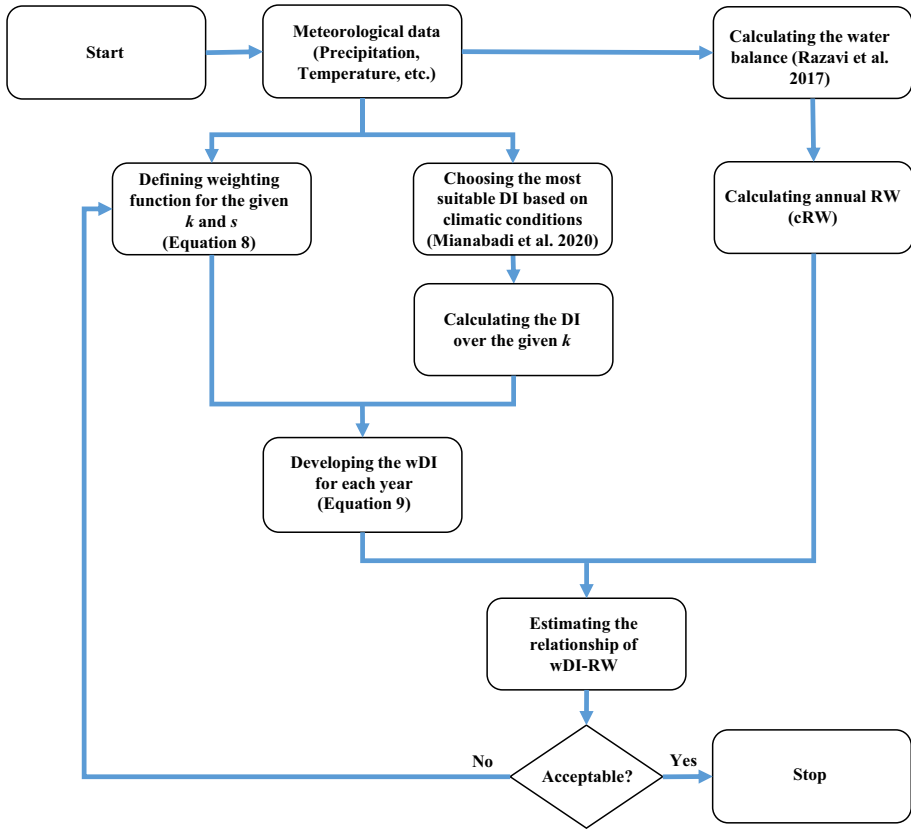 Start
Meteorological data
(Precipitation,
Temperature, etc.)
Calculating the water
balance (Razavi et al.
2017)
Defining weighting
function for the given
k and s
(Equation 8)
Choosing the most
suitable DI based on
climatic conditions
(Mianabadi et al. 2020)
Calculating annual RW
(cRW)
Calculating the DI
over the given k
Developing the wDI
for each year
(Equation 9)
Estimating the
relationship of
wDI-RW
No
Acceptable?
Yes
Stop